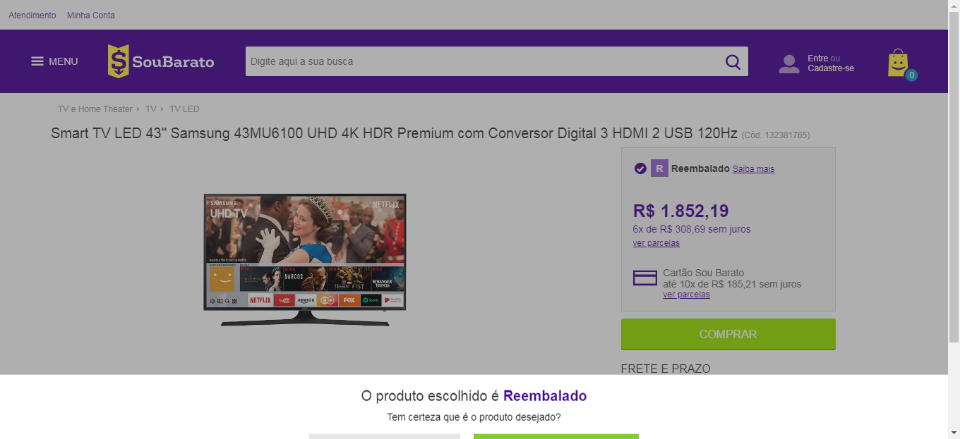 Atendimento Minha Conta
MENU
SouBarato
Digite aqui a sua busca
Entre ou
Cadastre-se
0
TV e Home Theater › TV › TV LED
Smart TV LED 43" Samsung 43MU6100 UHD 4K HDR Premium com Conversor Digital 3 HDMI 2 USB 120Hz (Cód. 132381765)
SAMSUNG
UHD TV
NETFLIX
NARCOS
NETFLIX
amazon
FOX
R Reembalado Saiba mais
R$ 1.852,19
6x de R$ 308,69 sem juros
ver parcelas
Cartão Sou Barato
até 10x de R$ 185,21 sem juros
ver parcelas
COMPRAR
FRETE E PRAZO
O produto escolhido é Reembalado
Tem certeza que é o produto desejado?